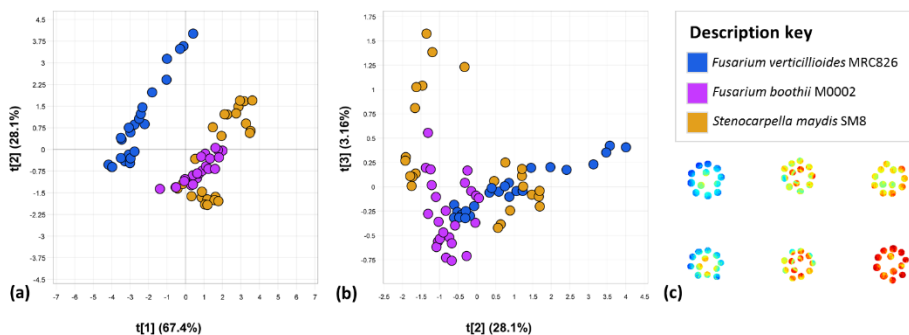 4.5
3.75
3
2.25
1.5
0.75
0
-0.75
-1.5
-2.25
-3
-3.75
-4.5
t[2] (28.1%)
-7 -6 -5 -4 -3 -2 -1 0 1 2 3 4 5 6 7
t[1] (67.4%)
(a)
1.75
1.5
1.25
1
0.75
0.5
0.25
0
-0.25
-0.5
-0.75
t[3] (3.16%)
-2.5 -2 -1.5 -1 -0.5 0 0.5 1 1.5 2 2.5 3 3.5 4 4.5
t[2] (28.1%)
(b)
Description key
Fusarium verticillioides MRC826
Fusarium boothii M0002
Stenocarpella maydis SM8
(c)